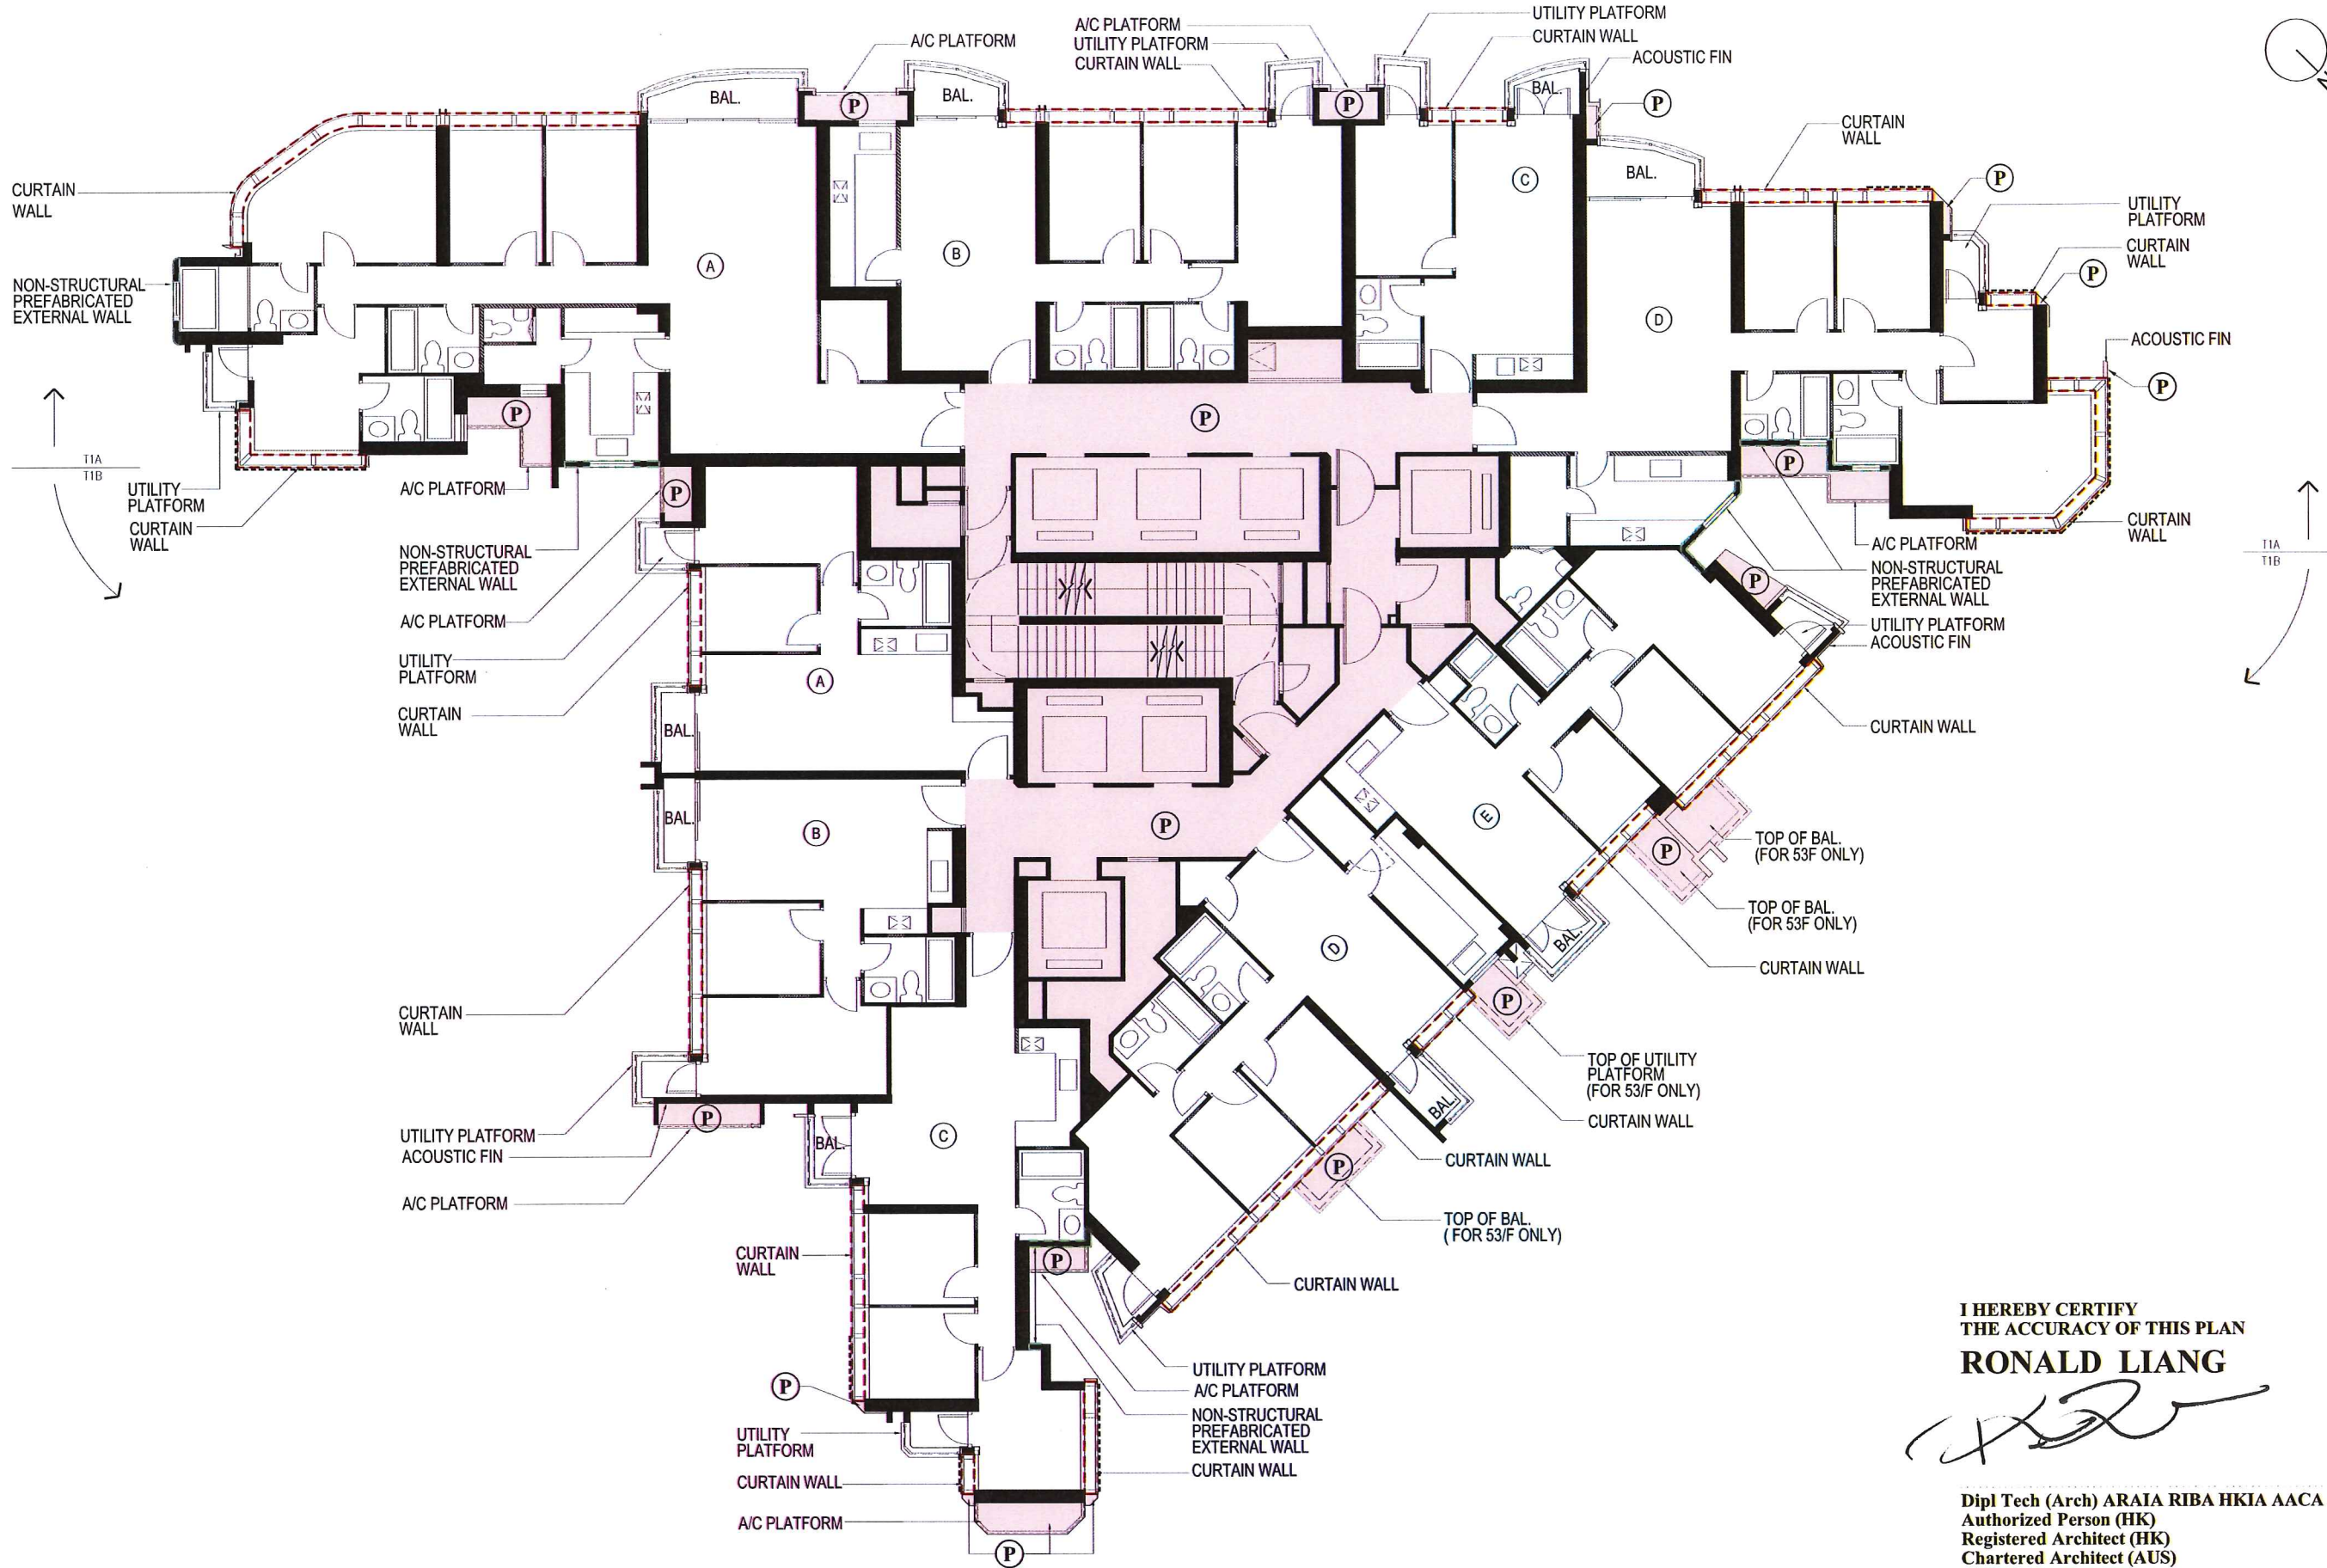 A/C PLATFORM
A/C PLATFORM
UTILITY PLATFORM
CURTAIN WALL
UTILITY PLATFORM
CURTAIN WALL
ACOUSTIC FIN
N
BAL.
P
BAL.
P
BAL.
P
CURTAIN
WALL
CURTAIN
WALL
BAL.
P
UTILITY
PLATFORM
CURTAIN
WALL
P
NON-STRUCTURAL
PREFABRICATED
EXTERNAL WALL
A
B
C
D
ACOUSTIC FIN
P
P
P
T1A
T1B
UTILITY
PLATFORM
CURTAIN
WALL
A/C PLATFORM
P
P
CURTAIN
WALL
A/C PLATFORM
NON-STRUCTURAL
PREFABRICATED
EXTERNAL WALL
T1A
T1B
NON-STRUCTURAL
PREFABRICATED
EXTERNAL WALL
A/C PLATFORM
P
UTILITY PLATFORM
ACOUSTIC FIN
UTILITY
PLATFORM
CURTAIN
WALL
A
BAL.
CURTAIN WALL
BAL.
B
P
E
P
TOP OF BAL.
(FOR 53F ONLY)
TOP OF BAL.
(FOR 53F ONLY)
BAL.
D
CURTAIN WALL
CURTAIN
WALL
P
TOP OF UTILITY
PLATFORM
(FOR 53/F ONLY)
BAL.
CURTAIN WALL
UTILITY PLATFORM
ACOUSTIC FIN
A/C PLATFORM
P
BAL.
C
CURTAIN WALL
P
TOP OF BAL.
( FOR 53/F ONLY)
CURTAIN
WALL
P
CURTAIN WALL
UTILITY PLATFORM
A/C PLATFORM
NON-STRUCTURAL
PREFABRICATED
EXTERNAL WALL
CURTAIN WALL
P
UTILITY
PLATFORM
CURTAIN WALL
A/C PLATFORM
P
I HEREBY CERTIFY
THE ACCURACY OF THIS PLAN
RONALD LIANG
Dipl Tech (Arch) ARAIA RIBA HKIA AACA
Authorized Person (HK)
Registered Architect (HK)
Chartered Architect (AUS)